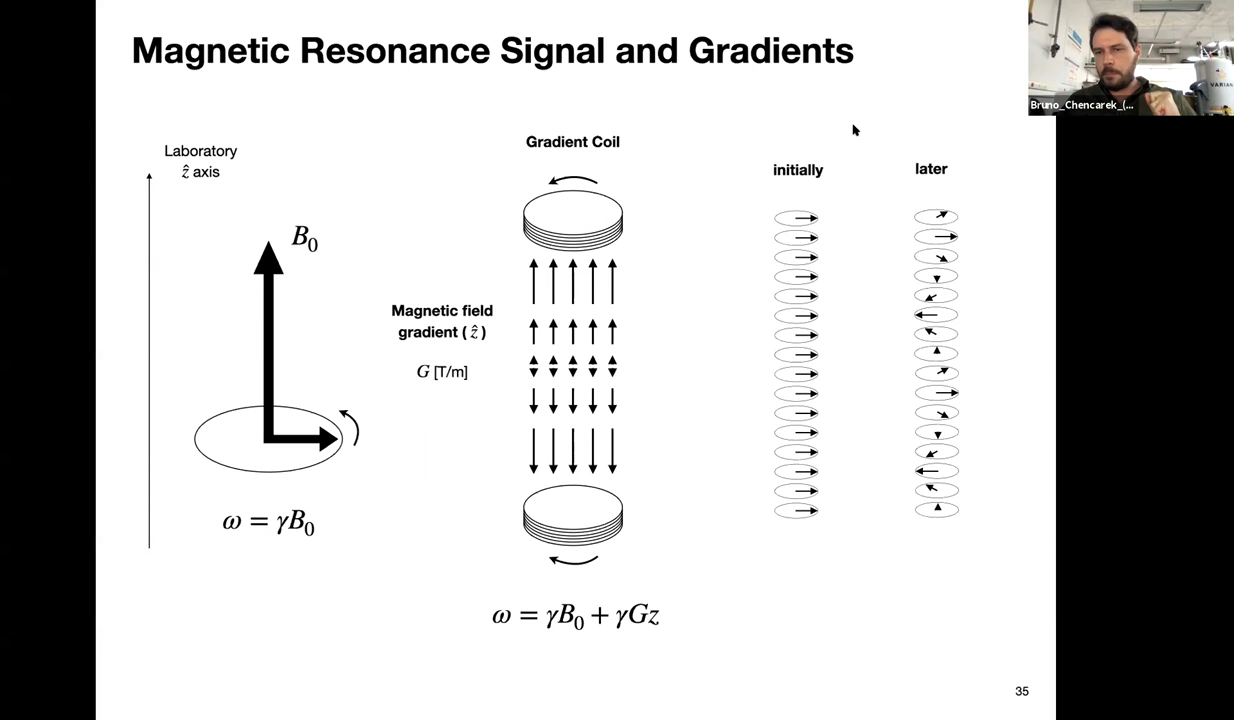 Magnetic Resonance Signal and Gradients
Bruno_Chencarek_(...
VARIAN
Laboratory
ẑ axis
B₀
ω = γB₀
Gradient Coil
Magnetic field
gradient ( ẑ )
G [T/m]
ω = γB₀ + γGz
initially
later
35